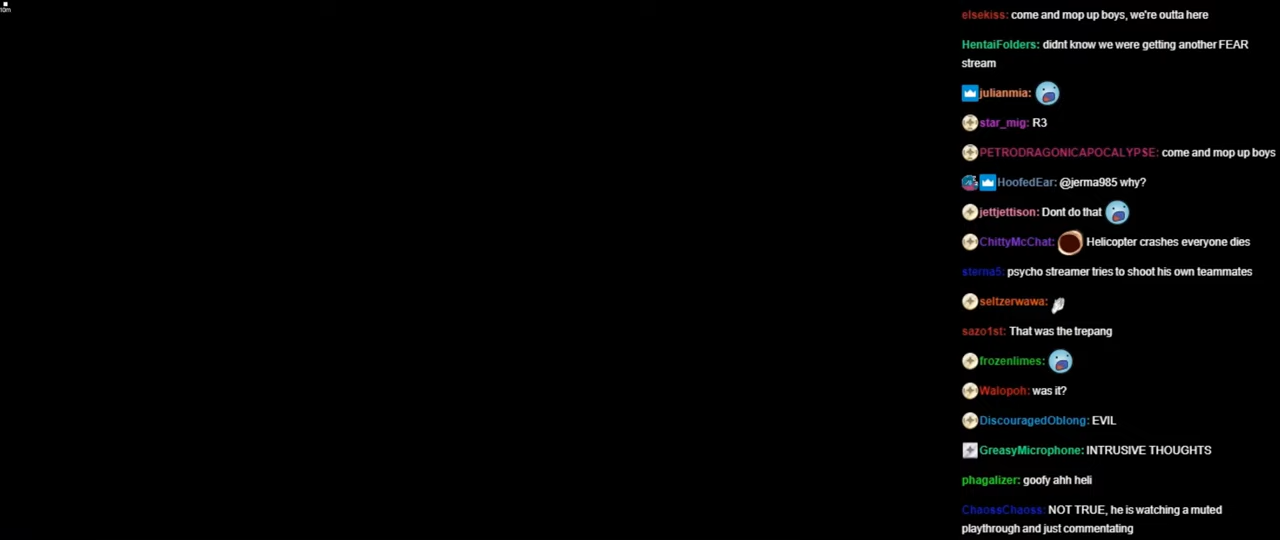 10m
elsekiss: come and mop up boys, we're outta here
HentaiFolders: didnt know we were getting another FEAR
stream
julianmia:
star_mig: R3
PETRODRAGONICAPOCALYPSE: come and mop up boys
HoofedEar: @jerma985 why?
jettjettison: Dont do that
ChittyMcChat: Helicopter crashes everyone dies
sterna5: psycho streamer tries to shoot his own teammates
seltzerwawa:
sazo1st: That was the trepang
frozenlimes:
Walopoh: was it?
DiscouragedOblong: EVIL
GreasyMicrophone: INTRUSIVE THOUGHTS
phagalizer: goofy ahh heli
ChaossChaoss: NOT TRUE, he is watching a muted
playthrough and just commentating